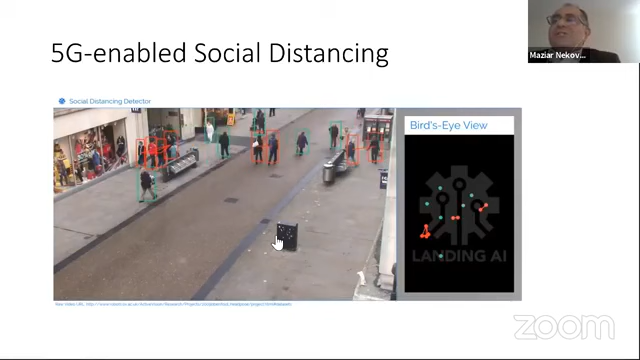 5G-enabled Social Distancing
Maziar Nekov...
Social Distancing Detector
Bird's-Eye View
LANDING AI
zoom